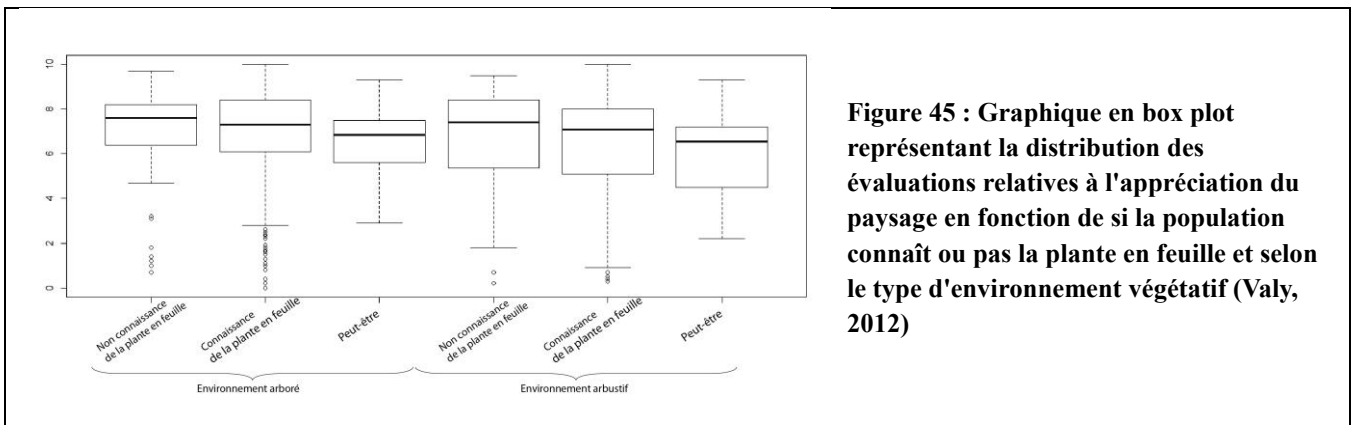 10
8
6
4
2
0
Non connaissance
de la plante en feuille
Connaissance
de la plante en feuille
Peut-être
Non connaissance
de la plante en feuille
Connaissance
de la plante en feuille
Peut-être
Environnement arboré
Environnement arbustif
Figure 45 : Graphique en box plot
représentant la distribution des
évaluations relatives à l'appréciation du
paysage en fonction de si la population
connaît ou pas la plante en feuille et selon
le type d'environnement végétatif (Valy,
2012)